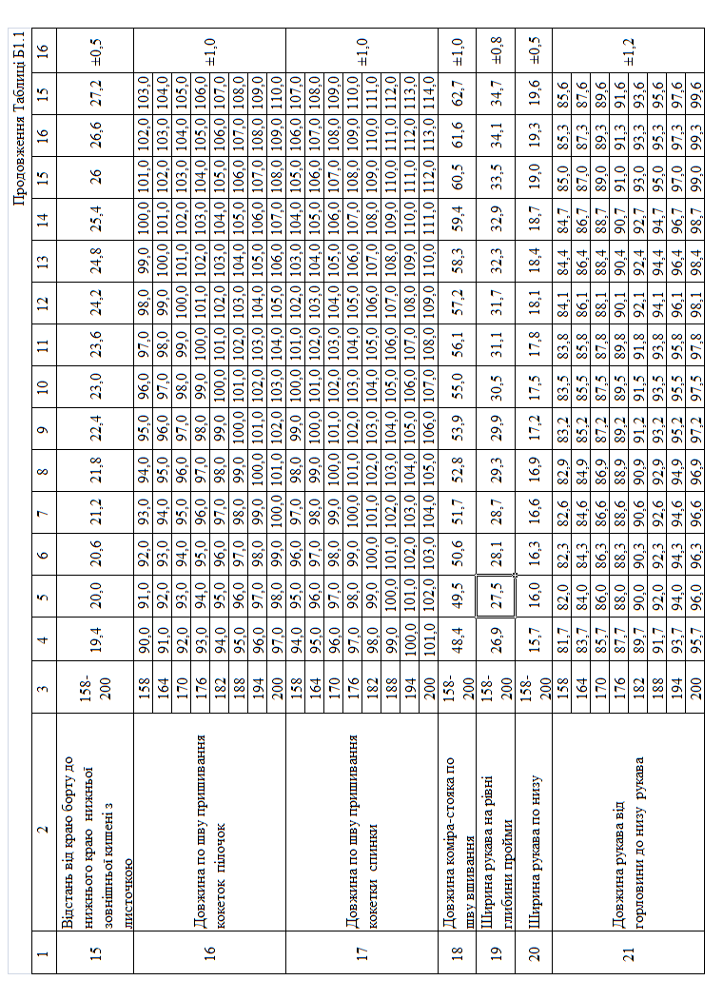 Продовження Таблиці Б1.1
1 2 3 4 5 6 7 8 9 10 11 12 13 14 15 16 15 16
15 Відстань від краю борту до нижнього краю нижньої зовнішньої кишені з листочкою 158-200 19,4 20,0 20,6 21,2 21,8 22,4 23,0 23,6 24,2 24,8 25,4 26 26,6 27,2 ±0,5
16 Довжина по шву пришивання кокеток пілочок ±1,0
158 90,0 91,0 92,0 93,0 94,0 95,0 96,0 97,0 98,0 99,0 100,0 101,0 102,0 103,0
164 91,0 92,0 93,0 94,0 95,0 96,0 97,0 98,0 99,0 100,0 101,0 102,0 103,0 104,0
170 92,0 93,0 94,0 95,0 96,0 97,0 98,0 99,0 100,0 101,0 102,0 103,0 104,0 105,0
176 93,0 94,0 95,0 96,0 97,0 98,0 99,0 100,0 101,0 102,0 103,0 104,0 105,0 106,0
182 94,0 95,0 96,0 97,0 98,0 99,0 100,0 101,0 102,0 103,0 104,0 105,0 106,0 107,0
188 95,0 96,0 97,0 98,0 99,0 100,0 101,0 102,0 103,0 104,0 105,0 106,0 107,0 108,0
194 96,0 97,0 98,0 99,0 100,0 101,0 102,0 103,0 104,0 105,0 106,0 107,0 108,0 109,0
200 97,0 98,0 99,0 100,0 101,0 102,0 103,0 104,0 105,0 106,0 107,0 108,0 109,0 110,0
17 Довжина по шву пришивання кокетки спинки ±1,0
158 94,0 95,0 96,0 97,0 98,0 99,0 100,0 101,0 102,0 103,0 104,0 105,0 106,0 107,0
164 95,0 96,0 97,0 98,0 99,0 100,0 101,0 102,0 103,0 104,0 105,0 106,0 107,0 108,0
170 96,0 97,0 98,0 99,0 100,0 101,0 102,0 103,0 104,0 105,0 106,0 107,0 108,0 109,0
176 97,0 98,0 99,0 100,0 101,0 102,0 103,0 104,0 105,0 106,0 107,0 108,0 109,0 110,0
182 98,0 99,0 100,0 101,0 102,0 103,0 104,0 105,0 106,0 107,0 108,0 109,0 110,0 111,0
188 99,0 100,0 101,0 102,0 103,0 104,0 105,0 106,0 107,0 108,0 109,0 110,0 111,0 112,0
194 100,0 101,0 102,0 103,0 104,0 105,0 106,0 107,0 108,0 109,0 110,0 111,0 112,0 113,0
200 101,0 102,0 103,0 104,0 105,0 106,0 107,0 108,0 109,0 110,0 111,0 112,0 113,0 114,0
18 Довжина коміра-стояка по шву вшивання 158-200 48,4 49,5 50,6 51,7 52,8 53,9 55,0 56,1 57,2 58,3 59,4 60,5 61,6 62,7 ±1,0
19 Ширина рукава на рівні глибини пройми 158-200 26,9 27,5 28,1 28,7 29,3 29,9 30,5 31,1 31,7 32,3 32,9 33,5 34,1 34,7 ±0,8
20 Ширина рукава по низу 158-200 15,7 16,0 16,3 16,6 16,9 17,2 17,5 17,8 18,1 18,4 18,7 19,0 19,3 19,6 ±0,5
21 Довжина рукава від горловини до низу рукава ±1,2
158 81,7 82,0 82,3 82,6 82,9 83,2 83,5 83,8 84,1 84,4 84,7 85,0 85,3 85,6
164 83,7 84,0 84,3 84,6 84,9 85,2 85,5 85,8 86,1 86,4 86,7 87,0 87,3 87,6
170 85,7 86,0 86,3 86,6 86,9 87,2 87,5 87,8 88,1 88,4 88,7 89,0 89,3 89,6
176 87,7 88,0 88,3 88,6 88,9 89,2 89,5 89,8 90,1 90,4 90,7 91,0 91,3 91,6
182 89,7 90,0 90,3 90,6 90,9 91,2 91,5 91,8 92,1 92,4 92,7 93,0 93,3 93,6
188 91,7 92,0 92,3 92,6 92,9 93,2 93,5 93,8 94,1 94,4 94,7 95,0 95,3 95,6
194 93,7 94,0 94,3 94,6 94,9 95,2 95,5 95,8 96,1 96,4 96,7 97,0 97,3 97,6
200 95,7 96,0 96,3 96,6 96,9 97,2 97,5 97,8 98,1 98,4 98,7 99,0 99,3 99,6